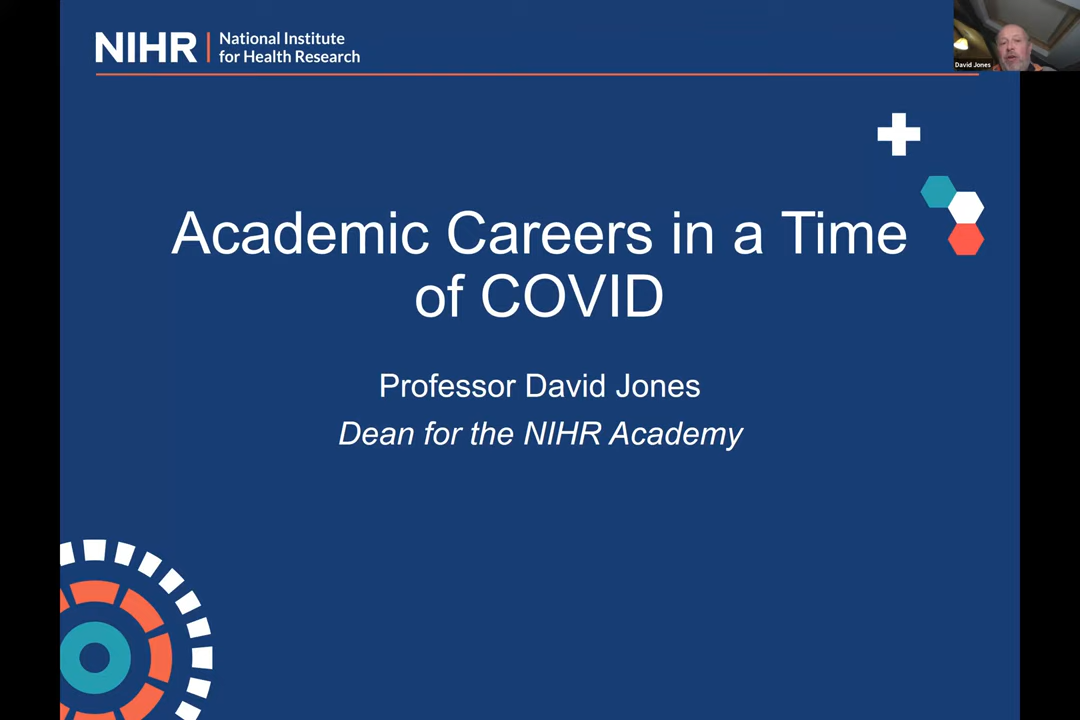 NIHR
National Institute
for Health Research
David Jones
Academic Careers in a Time
of COVID
Professor David Jones
Dean for the NIHR Academy